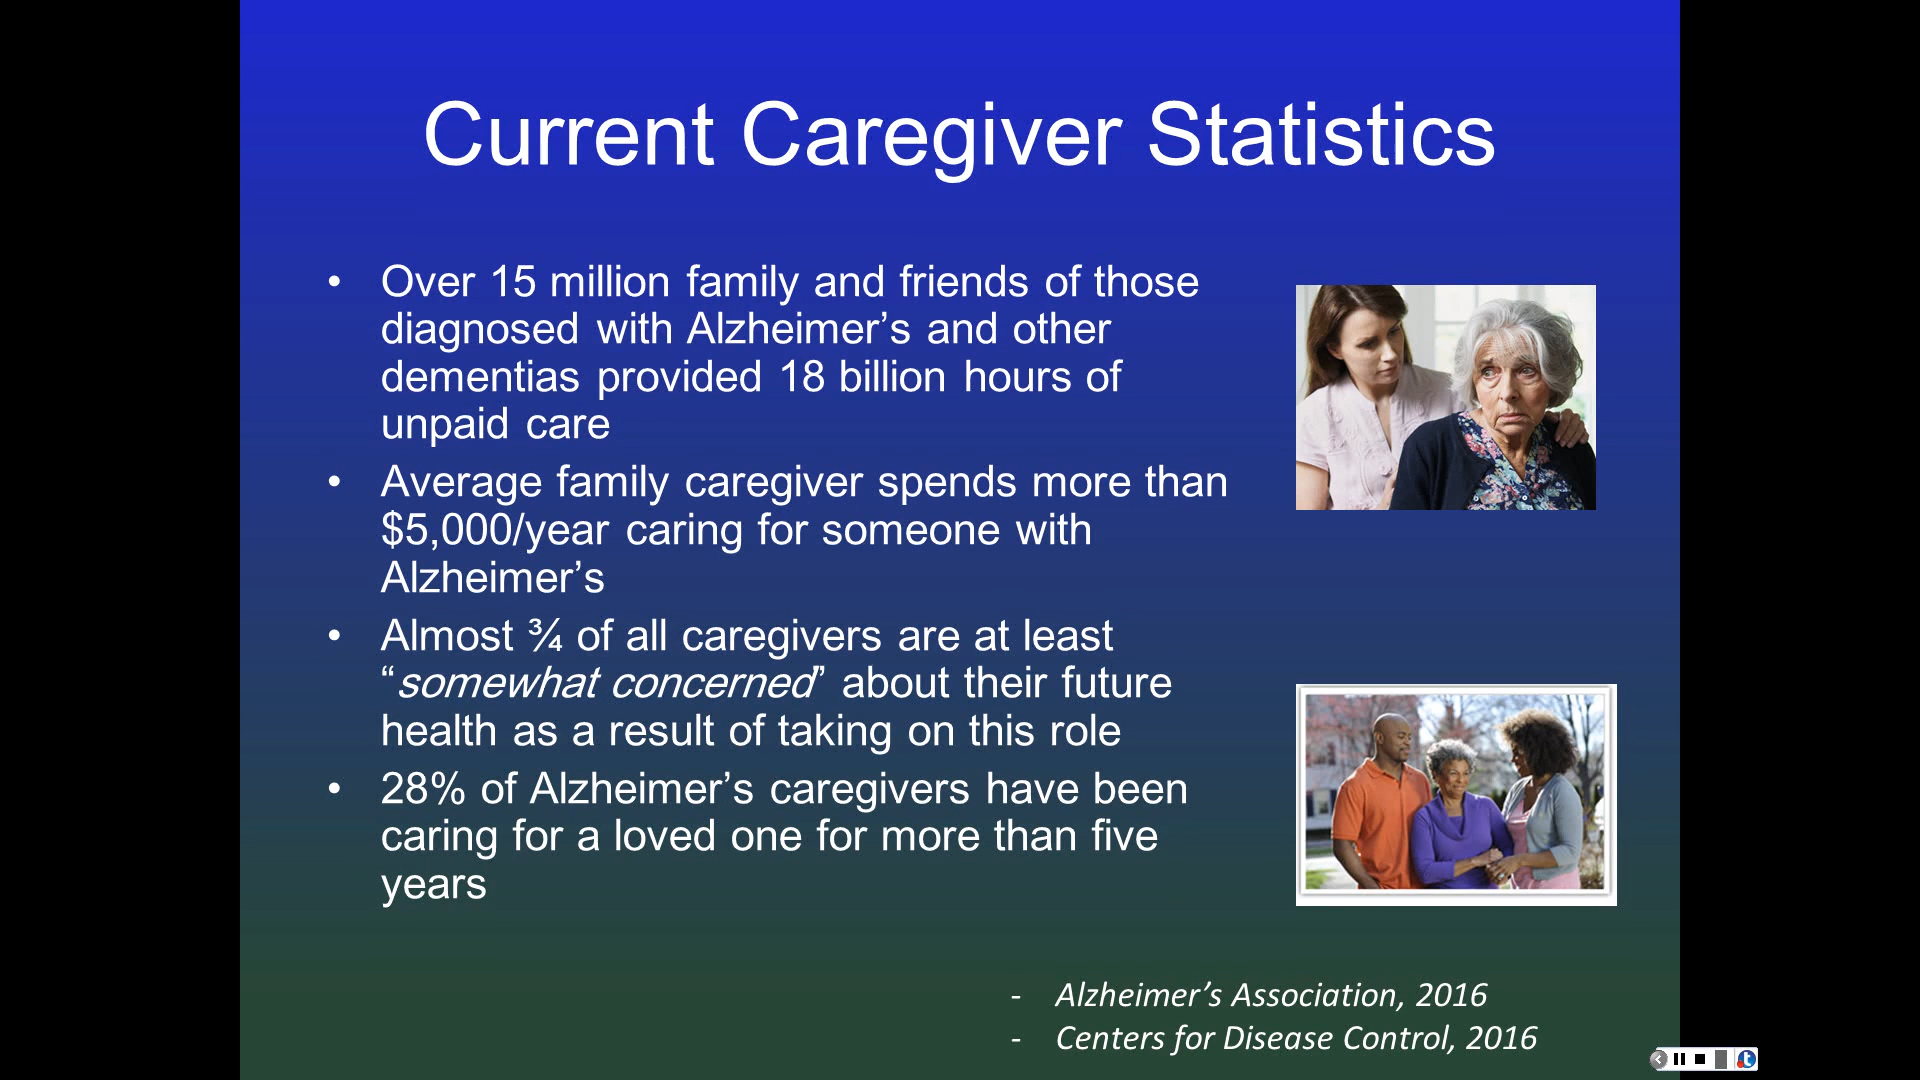 Current Caregiver Statistics
• Over 15 million family and friends of those
diagnosed with Alzheimer’s and other
dementias provided 18 billion hours of
unpaid care
• Average family caregiver spends more than
$5,000/year caring for someone with
Alzheimer’s
• Almost ¾ of all caregivers are at least
“somewhat concerned” about their future
health as a result of taking on this role
• 28% of Alzheimer’s caregivers have been
caring for a loved one for more than five
years
- Alzheimer’s Association, 2016
- Centers for Disease Control, 2016